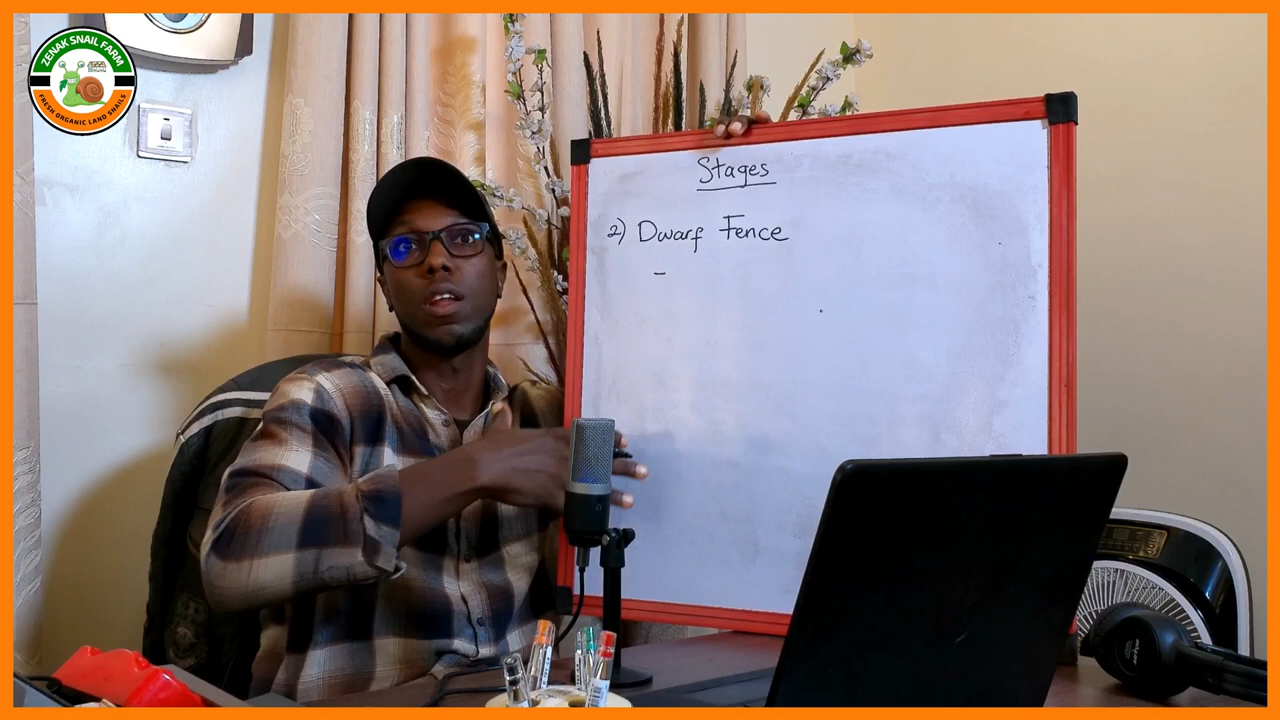 ZENAK SNAIL FARM
FRESH ORGANIC LAND SNAILS
Stages
2) Dwarf Fence
-